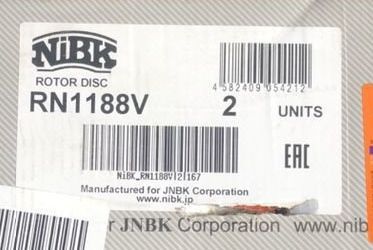 NiBK
ROTOR DISC
RN1188V 2 UNITS
4 582409 054212
NiBK_RN1188V|2|167
EAC
Manufactured for JNBK Corporation
www.nibk.jp
for JNBK Corporation www.nib